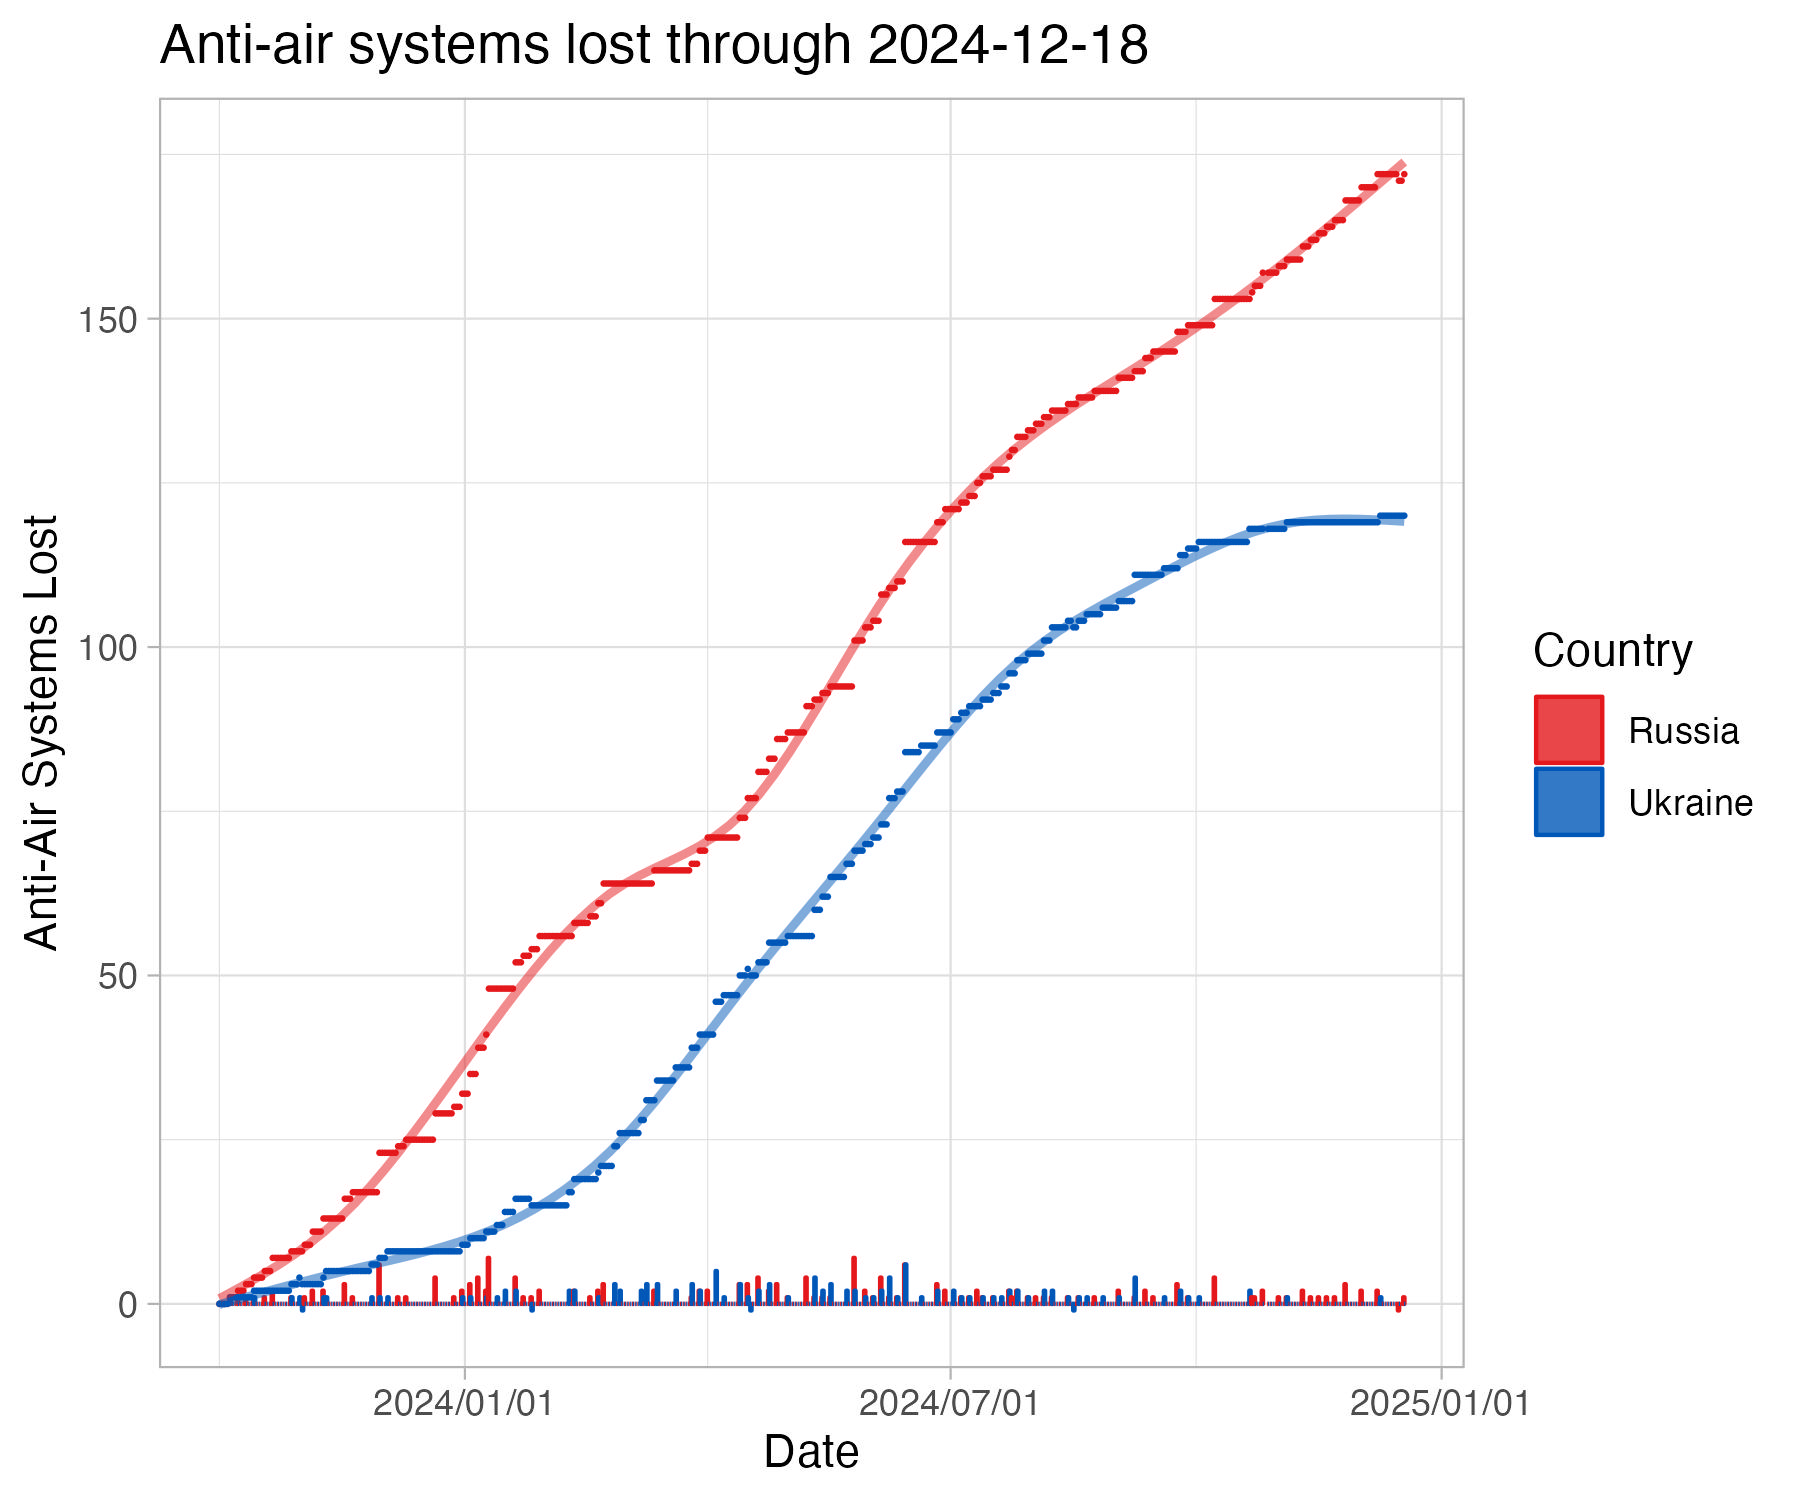 Anti-air systems lost through 2024-12-18
Anti-Air Systems Lost
150
100
50
0
2024/01/01
2024/07/01
2025/01/01
Date
Country
Russia
Ukraine